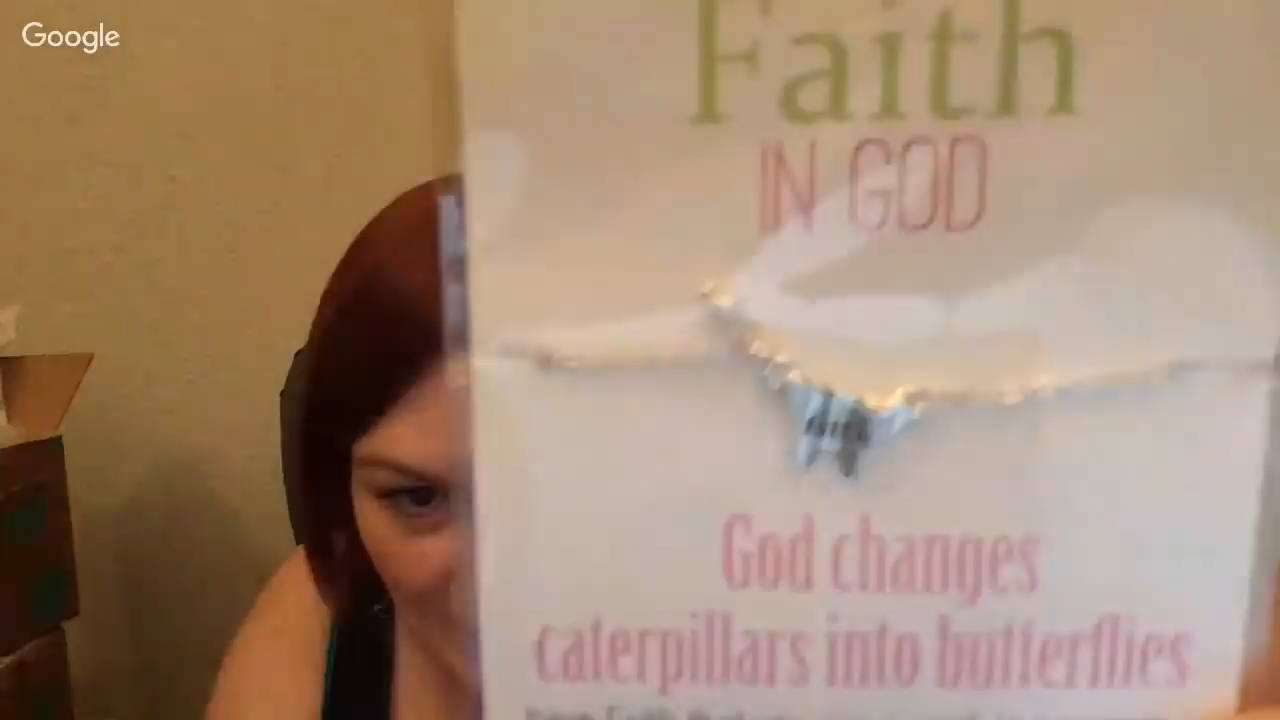 Google
Faith
IN GOD
God changes
caterpillars into butterflies